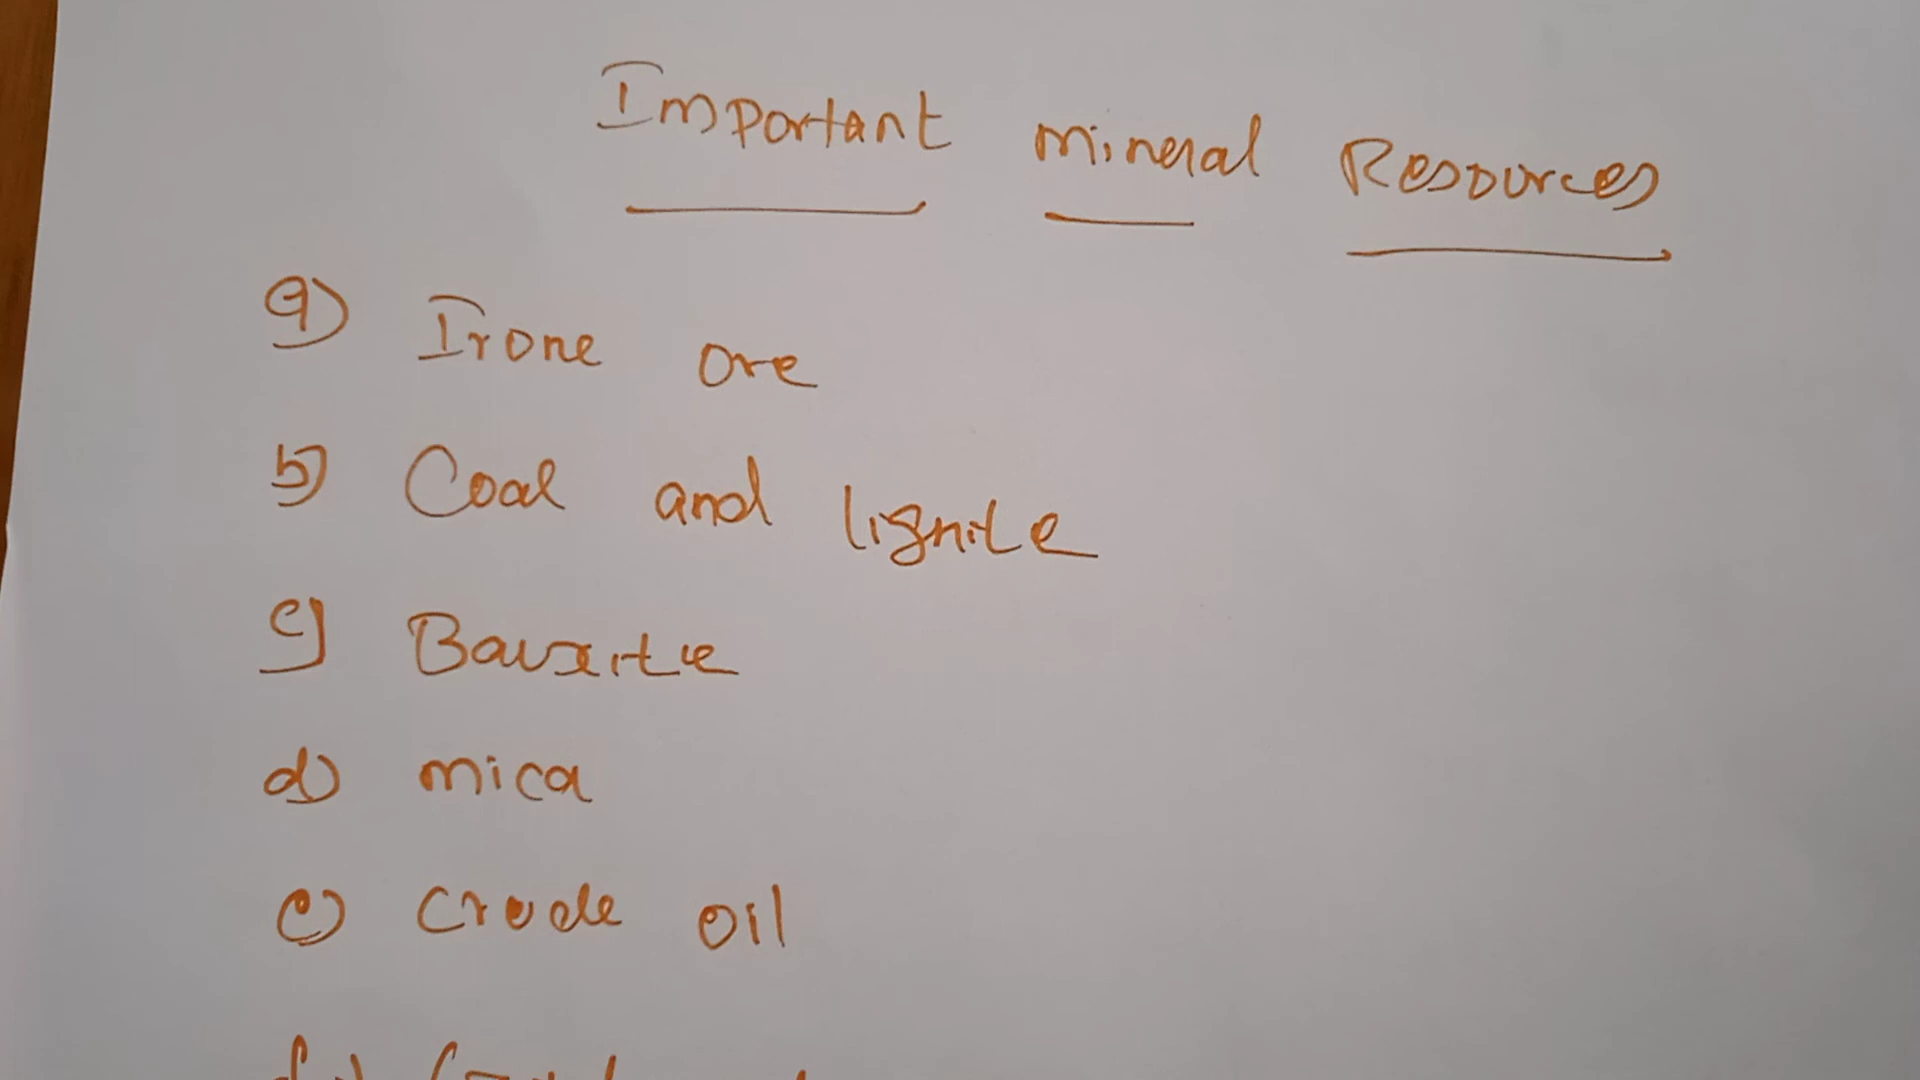 Important mineral Resources
a) Irone ore
b) Coal and lignite
c) Bauxite
d) mica
e) Crude oil
f)